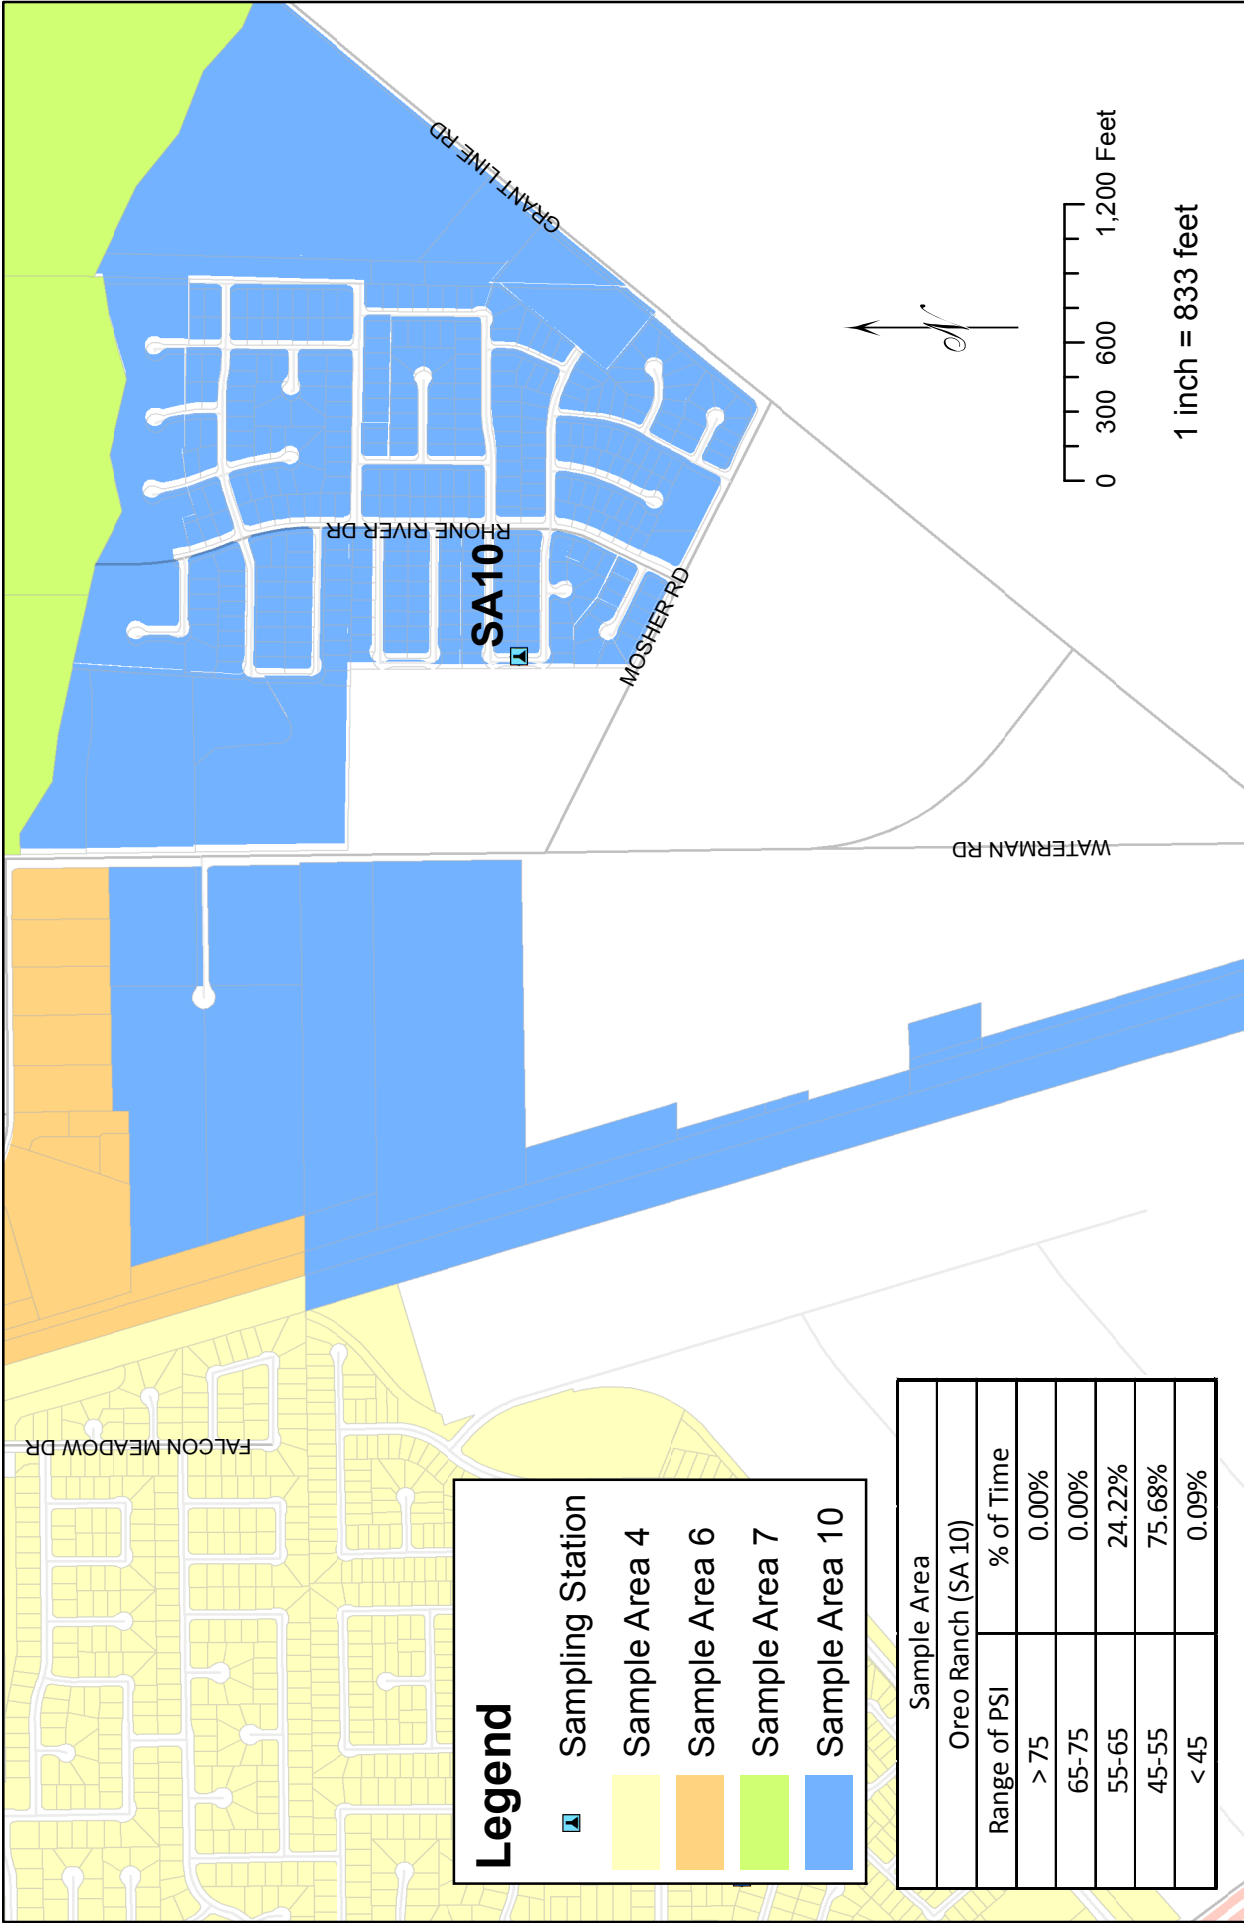 FALCON MEADOW DR
WATERMAN RD
MOSHER RD
RHONE RIVER DR
GRANT LINE RD
SA10
Legend
Sampling Station
Sample Area 4
Sample Area 6
Sample Area 7
Sample Area 10
Sample Area
Oreo Ranch (SA 10)
Range of PSI % of Time
> 75 0.00%
65-75 0.00%
55-65 24.22%
45-55 75.68%
< 45 0.09%
N
0 300 600 1,200 Feet
1 inch = 833 feet